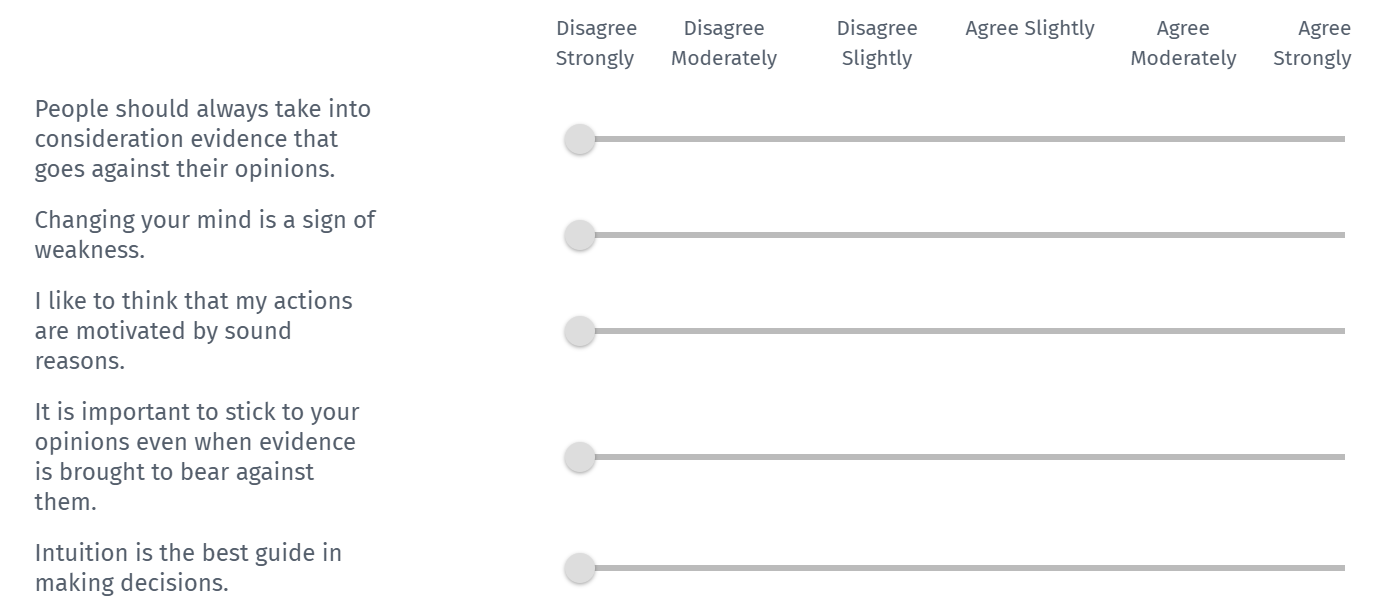 Disagree Disagree Disagree Agree Slightly Agree Agree
Strongly Moderately Slightly Moderately Strongly
People should always take into
consideration evidence that
goes against their opinions.
Changing your mind is a sign of
weakness.
I like to think that my actions
are motivated by sound
reasons.
It is important to stick to your
opinions even when evidence
is brought to bear against
them.
Intuition is the best guide in
making decisions.